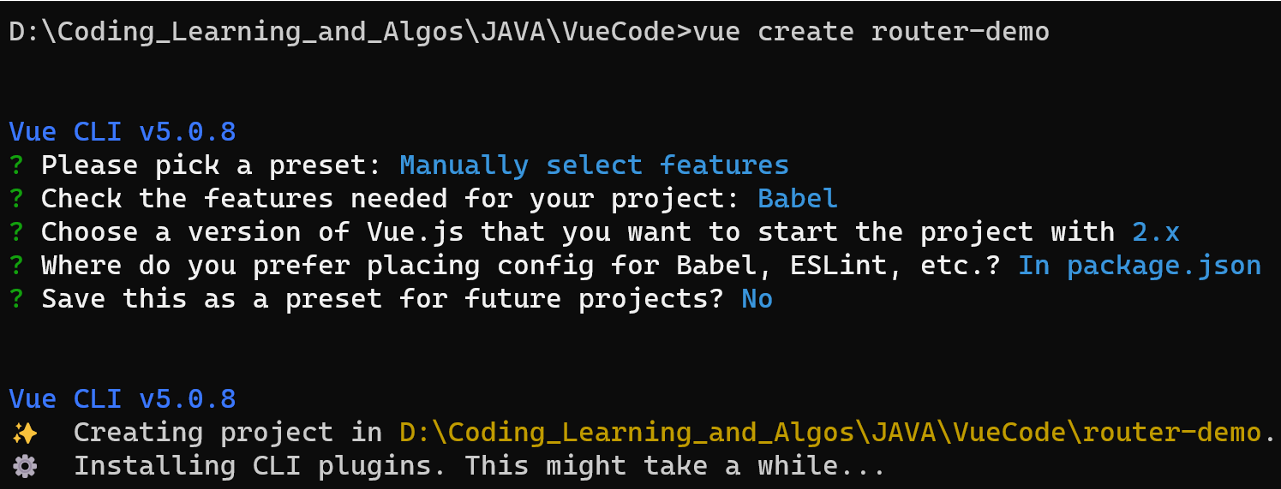 D:\Coding_Learning_and_Algos\JAVA\VueCode>vue create router-demo
Vue CLI v5.0.8
? Please pick a preset: Manually select features
? Check the features needed for your project: Babel
? Choose a version of Vue.js that you want to start the project with 2.x
? Where do you prefer placing config for Babel, ESLint, etc.? In package.json
? Save this as a preset for future projects? No
Vue CLI v5.0.8
✨ Creating project in D:\Coding_Learning_and_Algos\JAVA\VueCode\router-demo.
⚙ Installing CLI plugins. This might take a while...